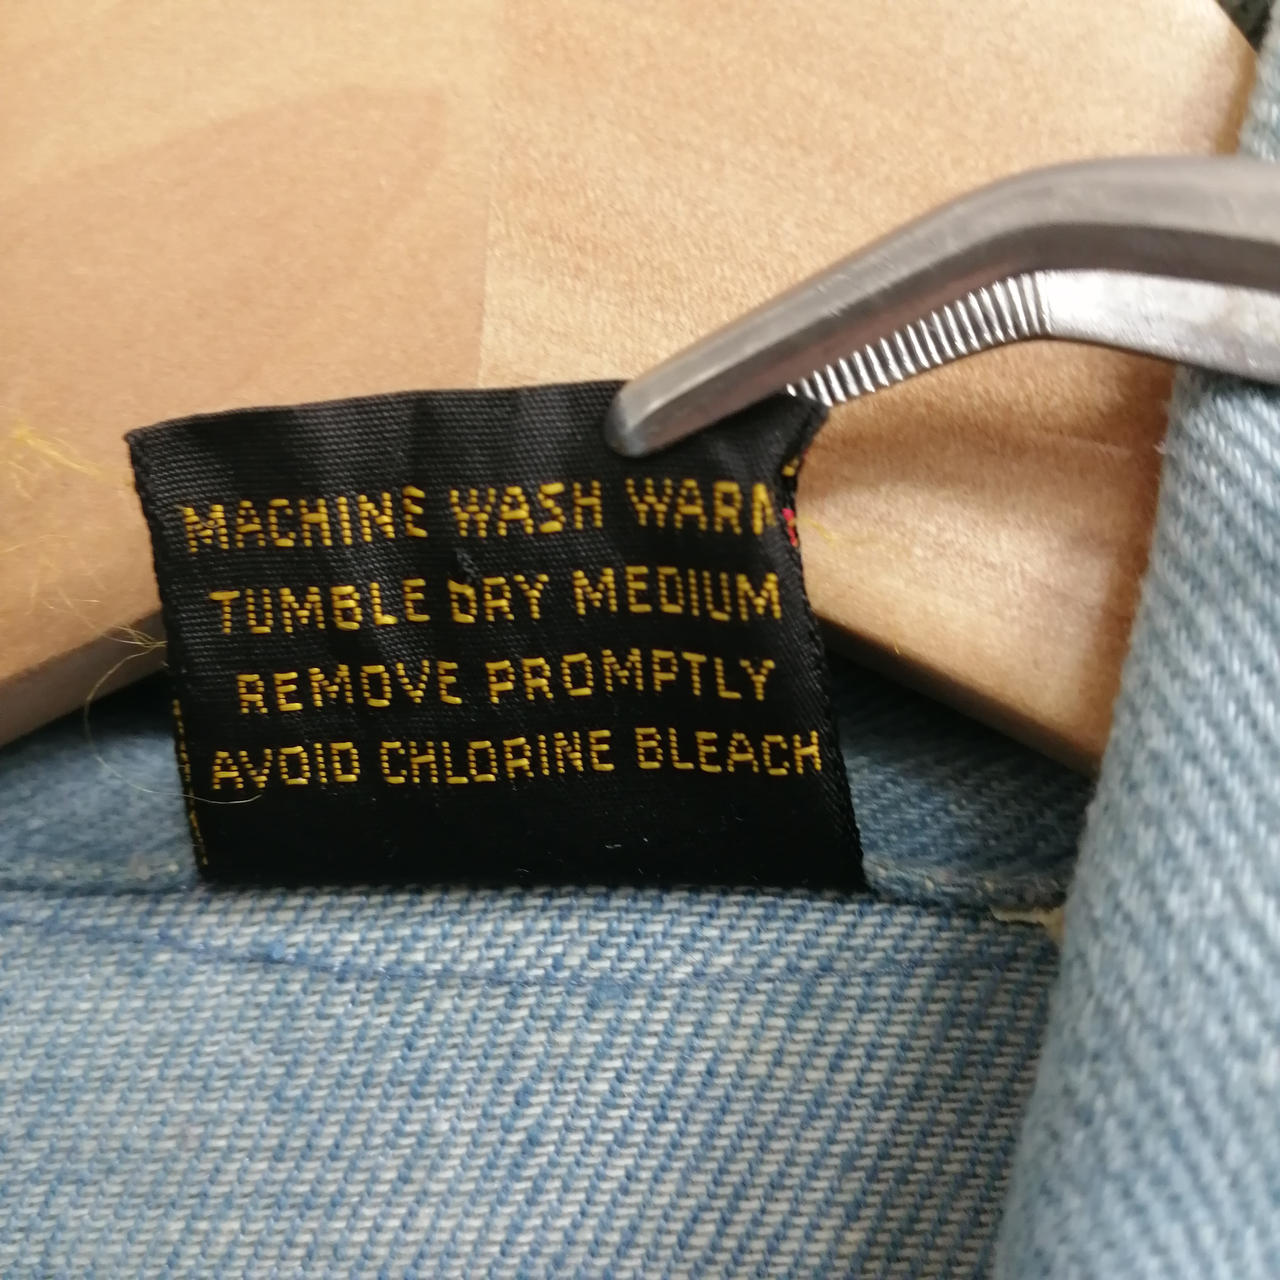 MACHINE WASH WARM
TUMBLE DRY MEDIUM
REMOVE PROMPTLY
AVOID CHLORINE BLEACH